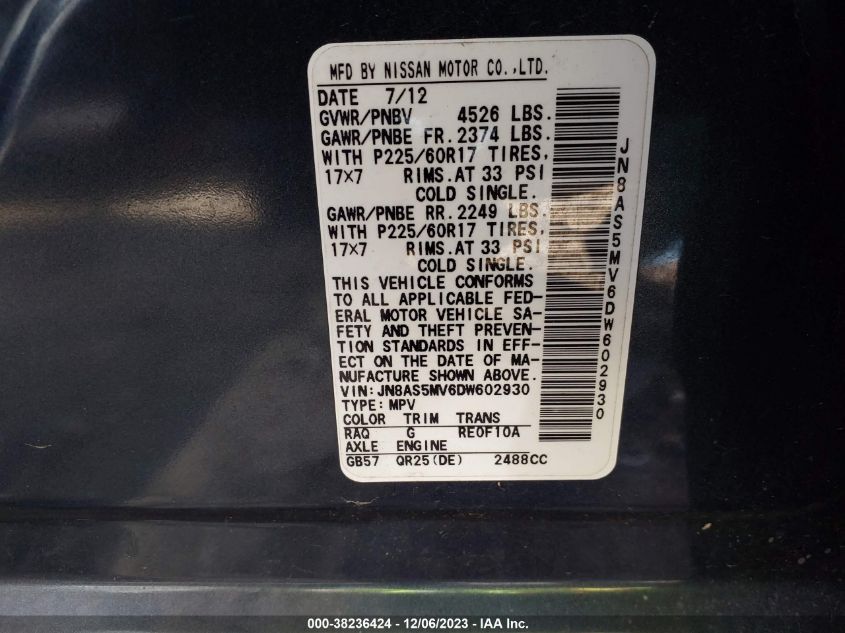 MFD BY NISSAN MOTOR CO.,LTD.
DATE 7/12
GVWR/PNBV 4526 LBS.
GAWR/PNBE FR. 2374 LBS.
WITH P225/60R17 TIRES,
17×7 RIMS.AT 33 PSI
COLD SINGLE.
GAWR/PNBE RR. 2249 LBS.
WITH P225/60R17 TIRES,
17×7 RIMS.AT 33 PSI
COLD SINGLE.
THIS VEHICLE CONFORMS
TO ALL APPLICABLE FED-
ERAL MOTOR VEHICLE SA-
FETY AND THEFT PREVEN-
TION STANDARDS IN EFF-
ECT ON THE DATE OF MA-
NUFACTURE SHOWN ABOVE.
VIN: JN8AS5MV6DW602930
TYPE: MPV
COLOR TRIM TRANS
RAQ G RE0F10A
AXLE ENGINE
GB57 QR25(DE) 2488CC
JN8AS5MV6DW602930
000-38236424 - 12/06/2023 - IAA Inc.